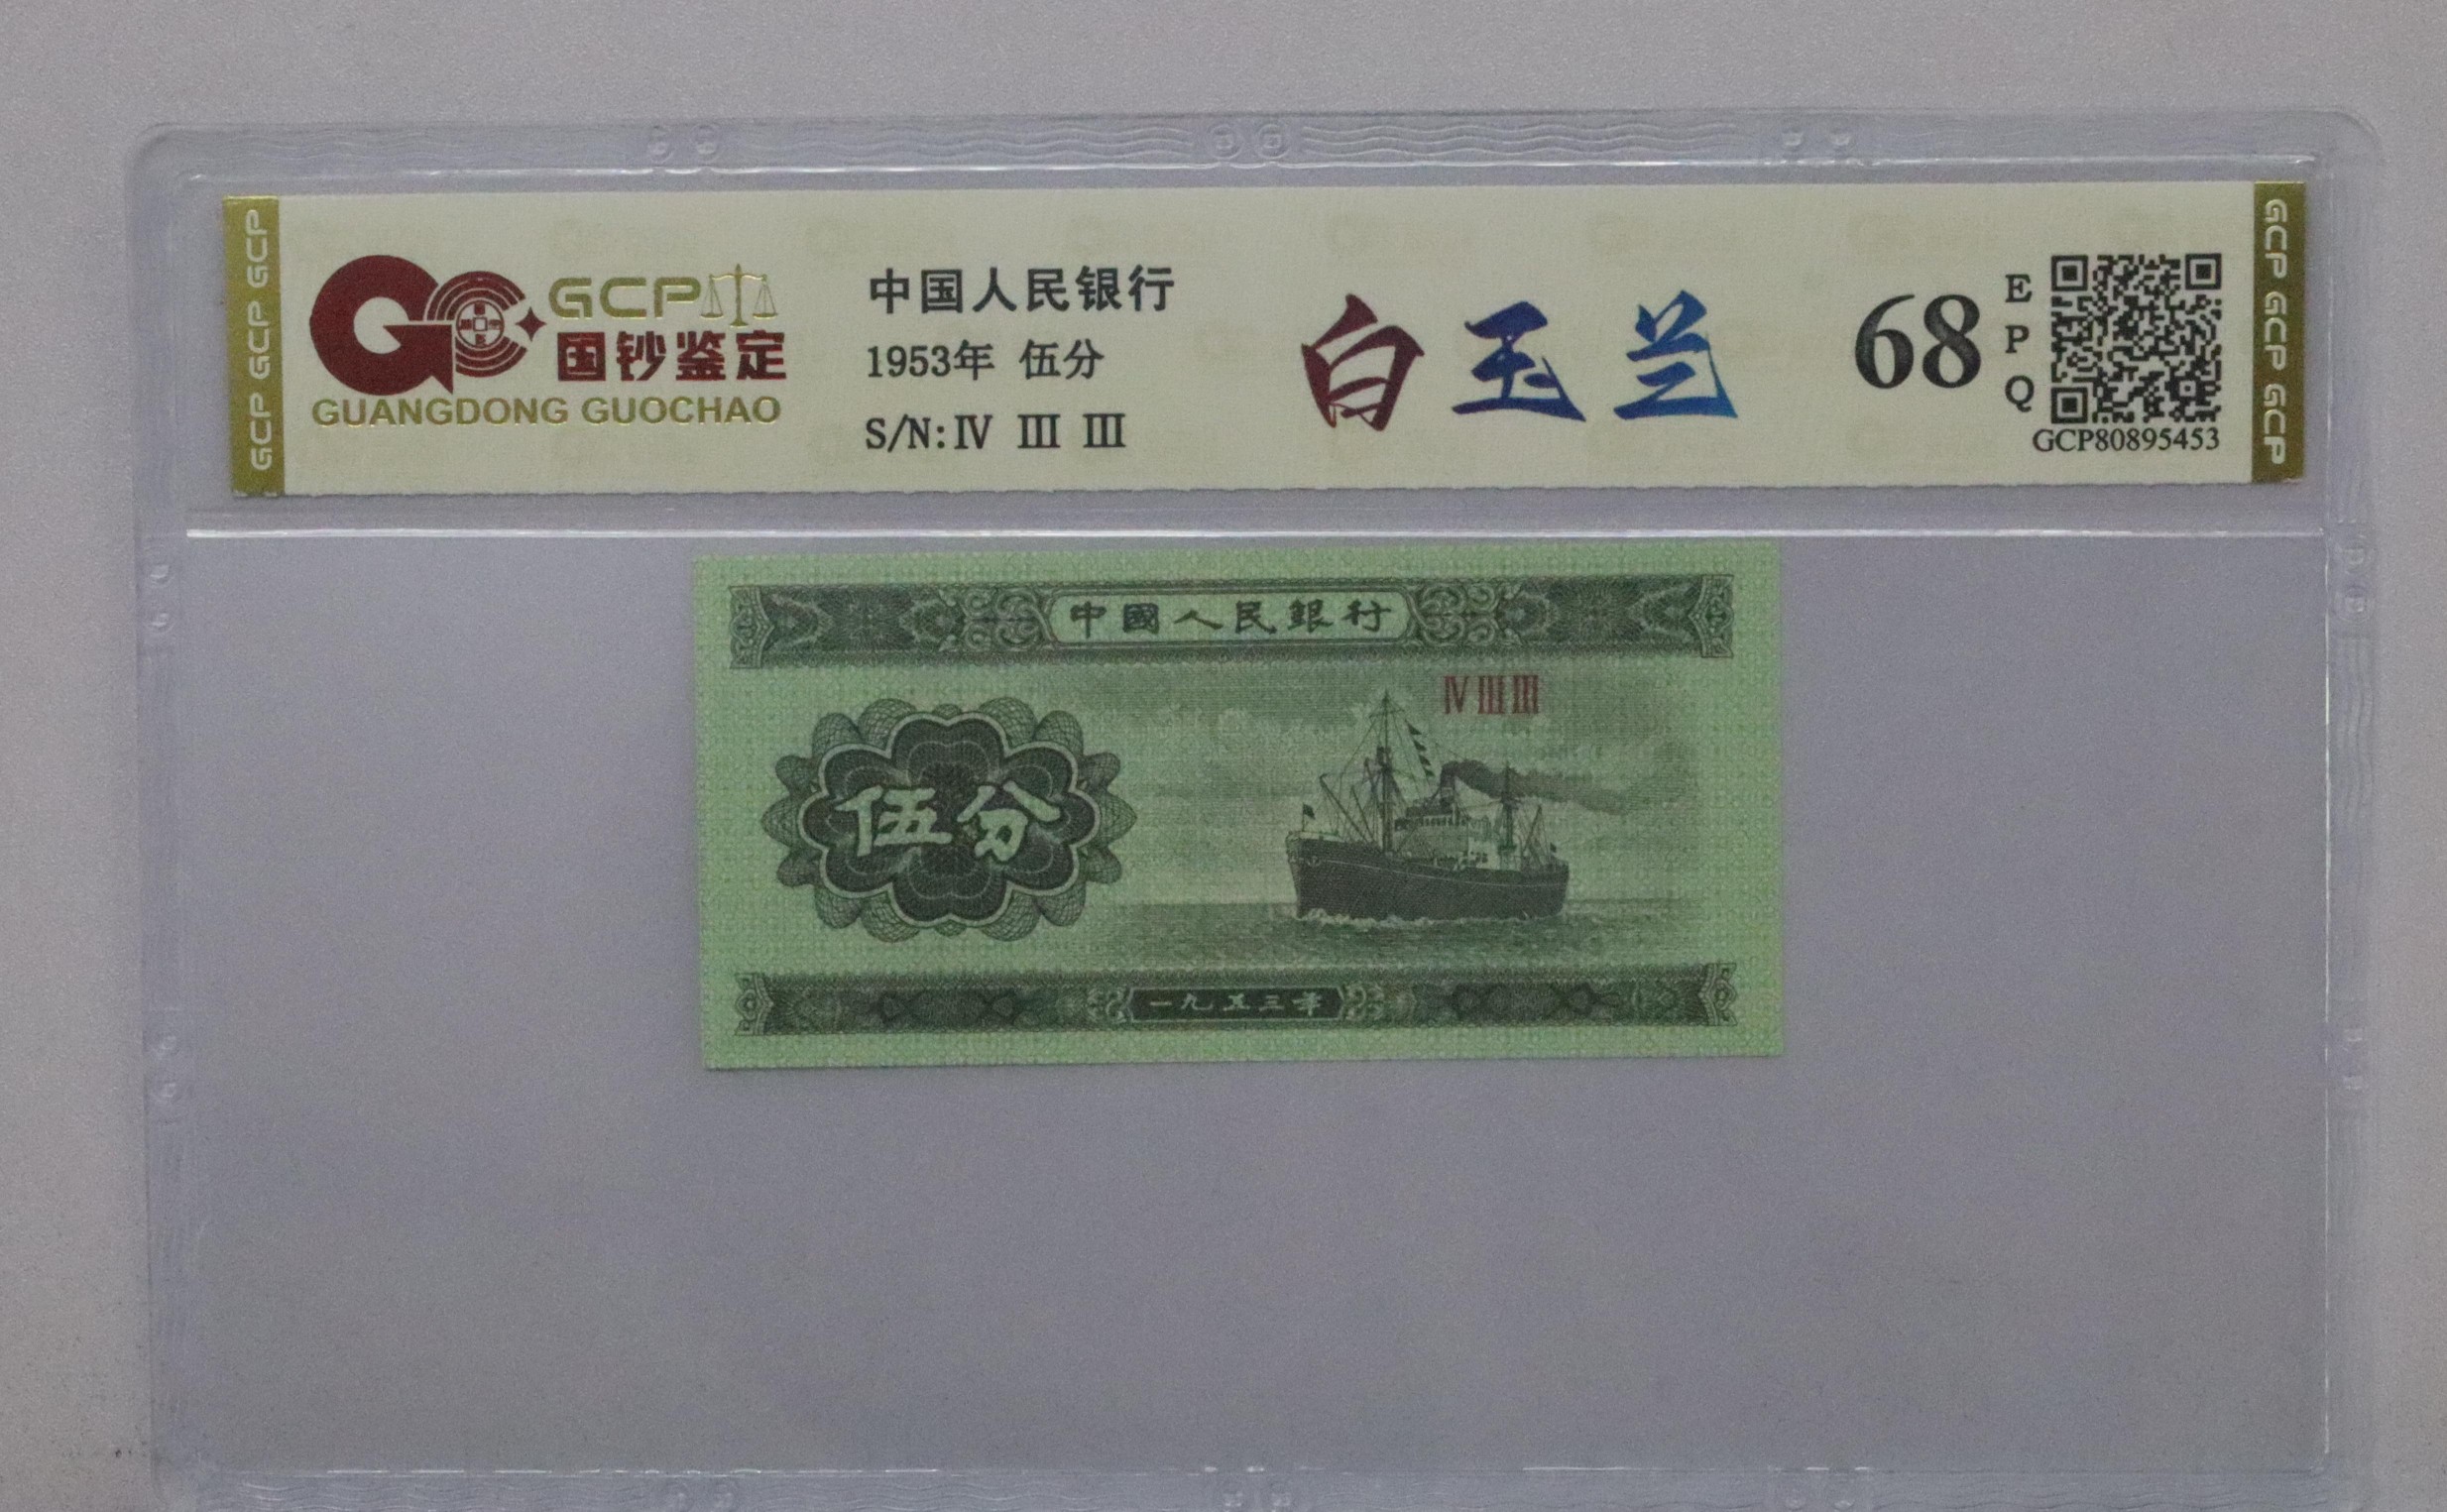 GCP GCP GCP
GCP
国钞鉴定
GUANGDONG GUOCHAO
中国人民银行
1953年 伍分
S/N:Ⅳ Ⅲ Ⅲ
白玉兰
68
EPQ
GCP80895453
GCP GCP GCP
中國人民銀行
Ⅳ Ⅲ Ⅲ
伍分
一九五三年